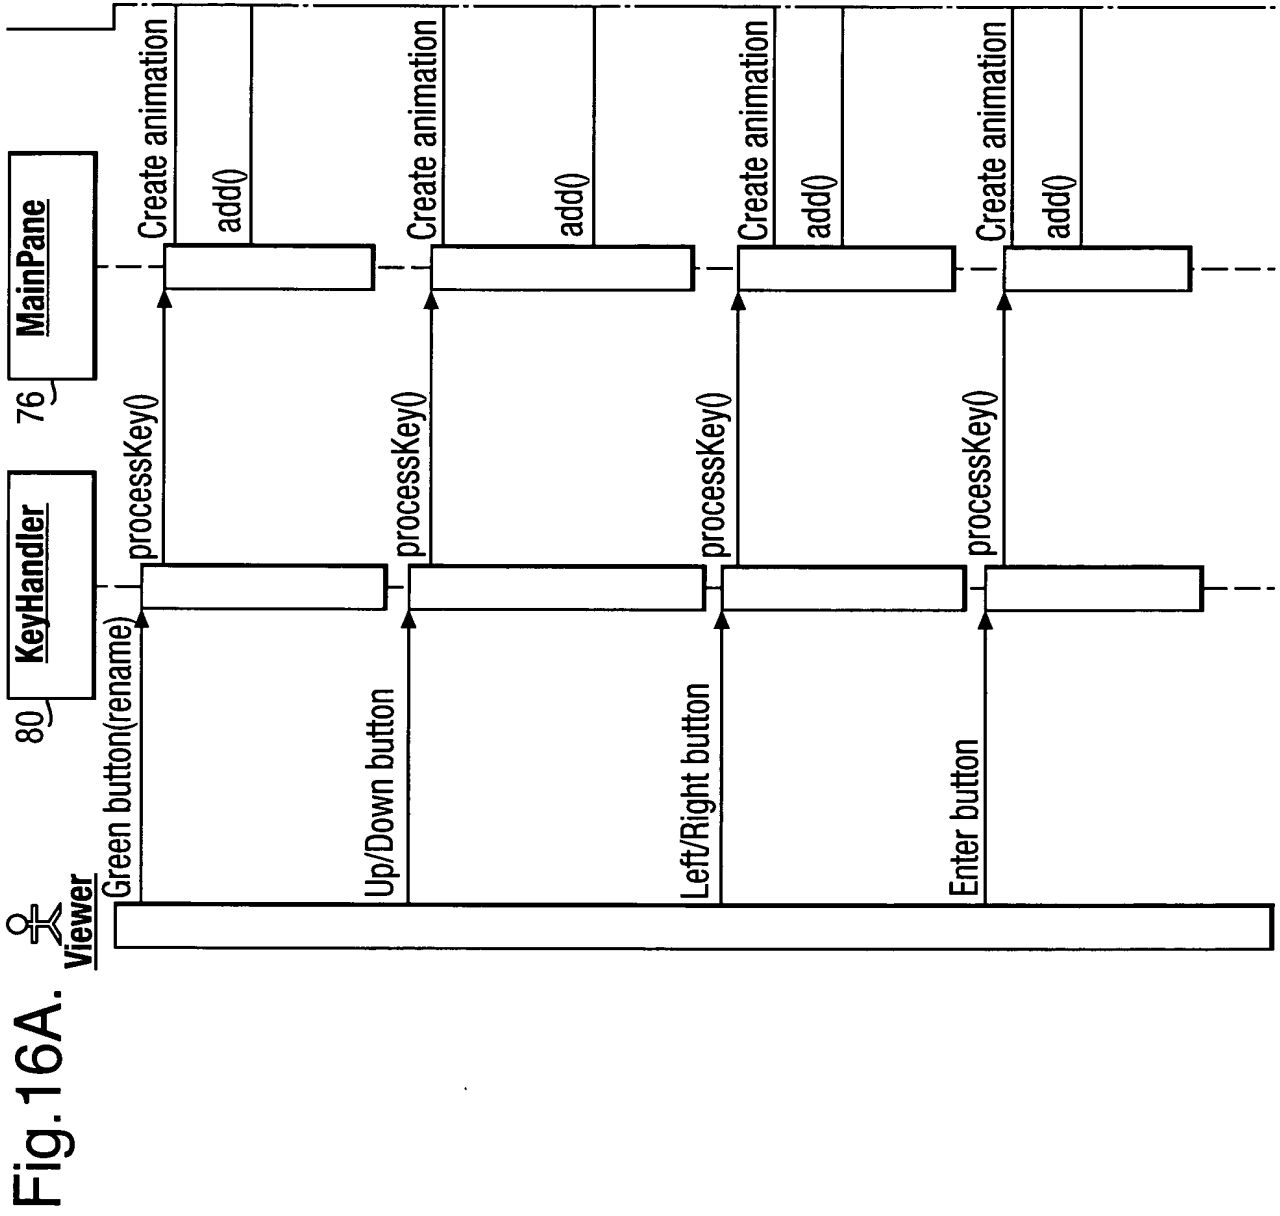 Fig.16A.
Viewer
80
KeyHandler
76
MainPane
Green button(rename)
processKey()
Create animation
add()
Up/Down button
processKey()
Create animation
add()
Left/Right button
processKey()
Create animation
add()
Enter button
processKey()
Create animation
add()